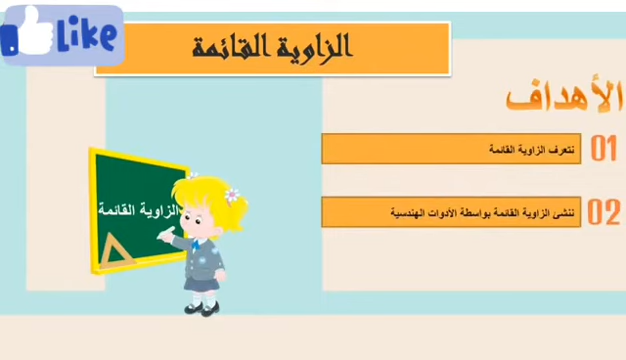 Like
الزاوية القائمة
الأهداف
01
نتعرف الزاوية القائمة
02
ننشئ الزاوية القائمة بواسطة الأدوات الهندسية
الزاوية القائمة